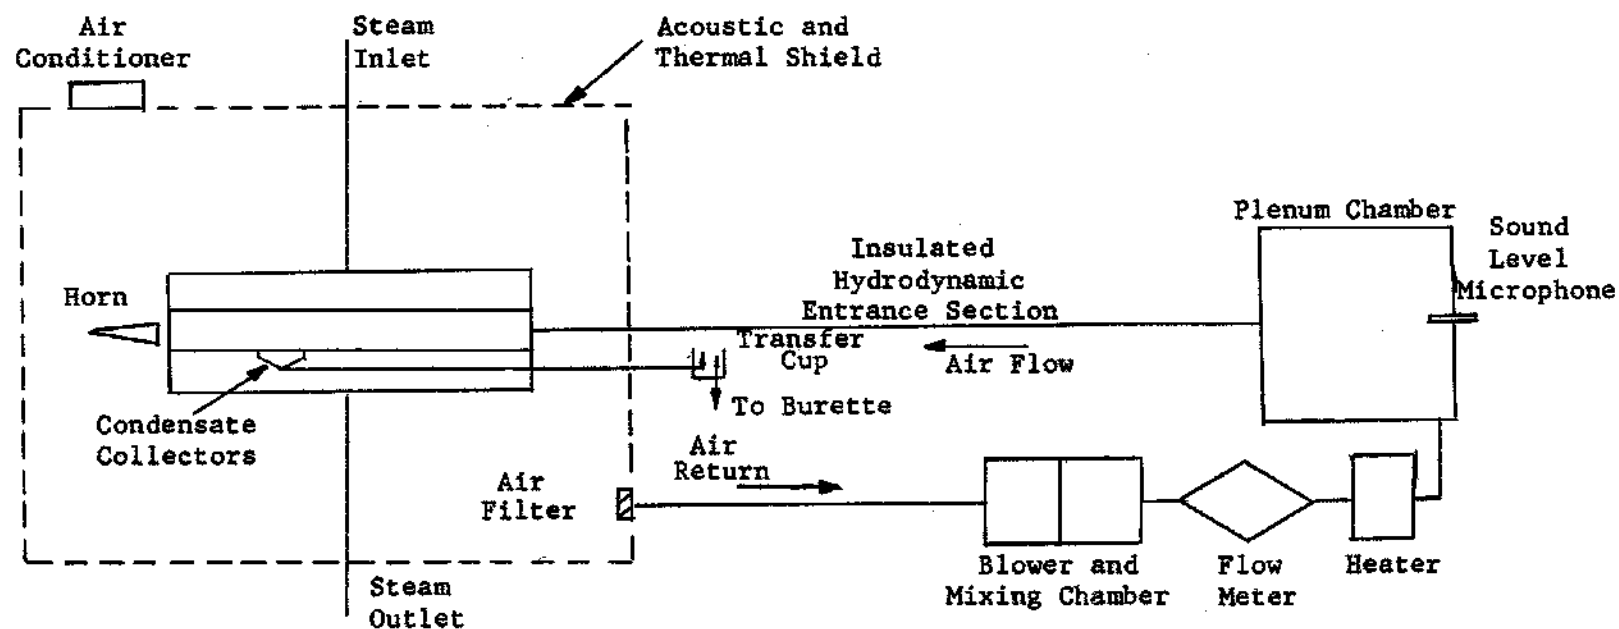 Air
Conditioner
Steam
Inlet
Acoustic and
Thermal Shield
Plenum Chamber
Sound
Level
Microphone
Insulated
Hydrodynamic
Entrance Section
Horn
Transfer
Cup
Air Flow
To Burette
Condensate
Collectors
Air
Return
Air
Filter
Blower and
Mixing Chamber
Flow
Meter
Heater
Steam
Outlet